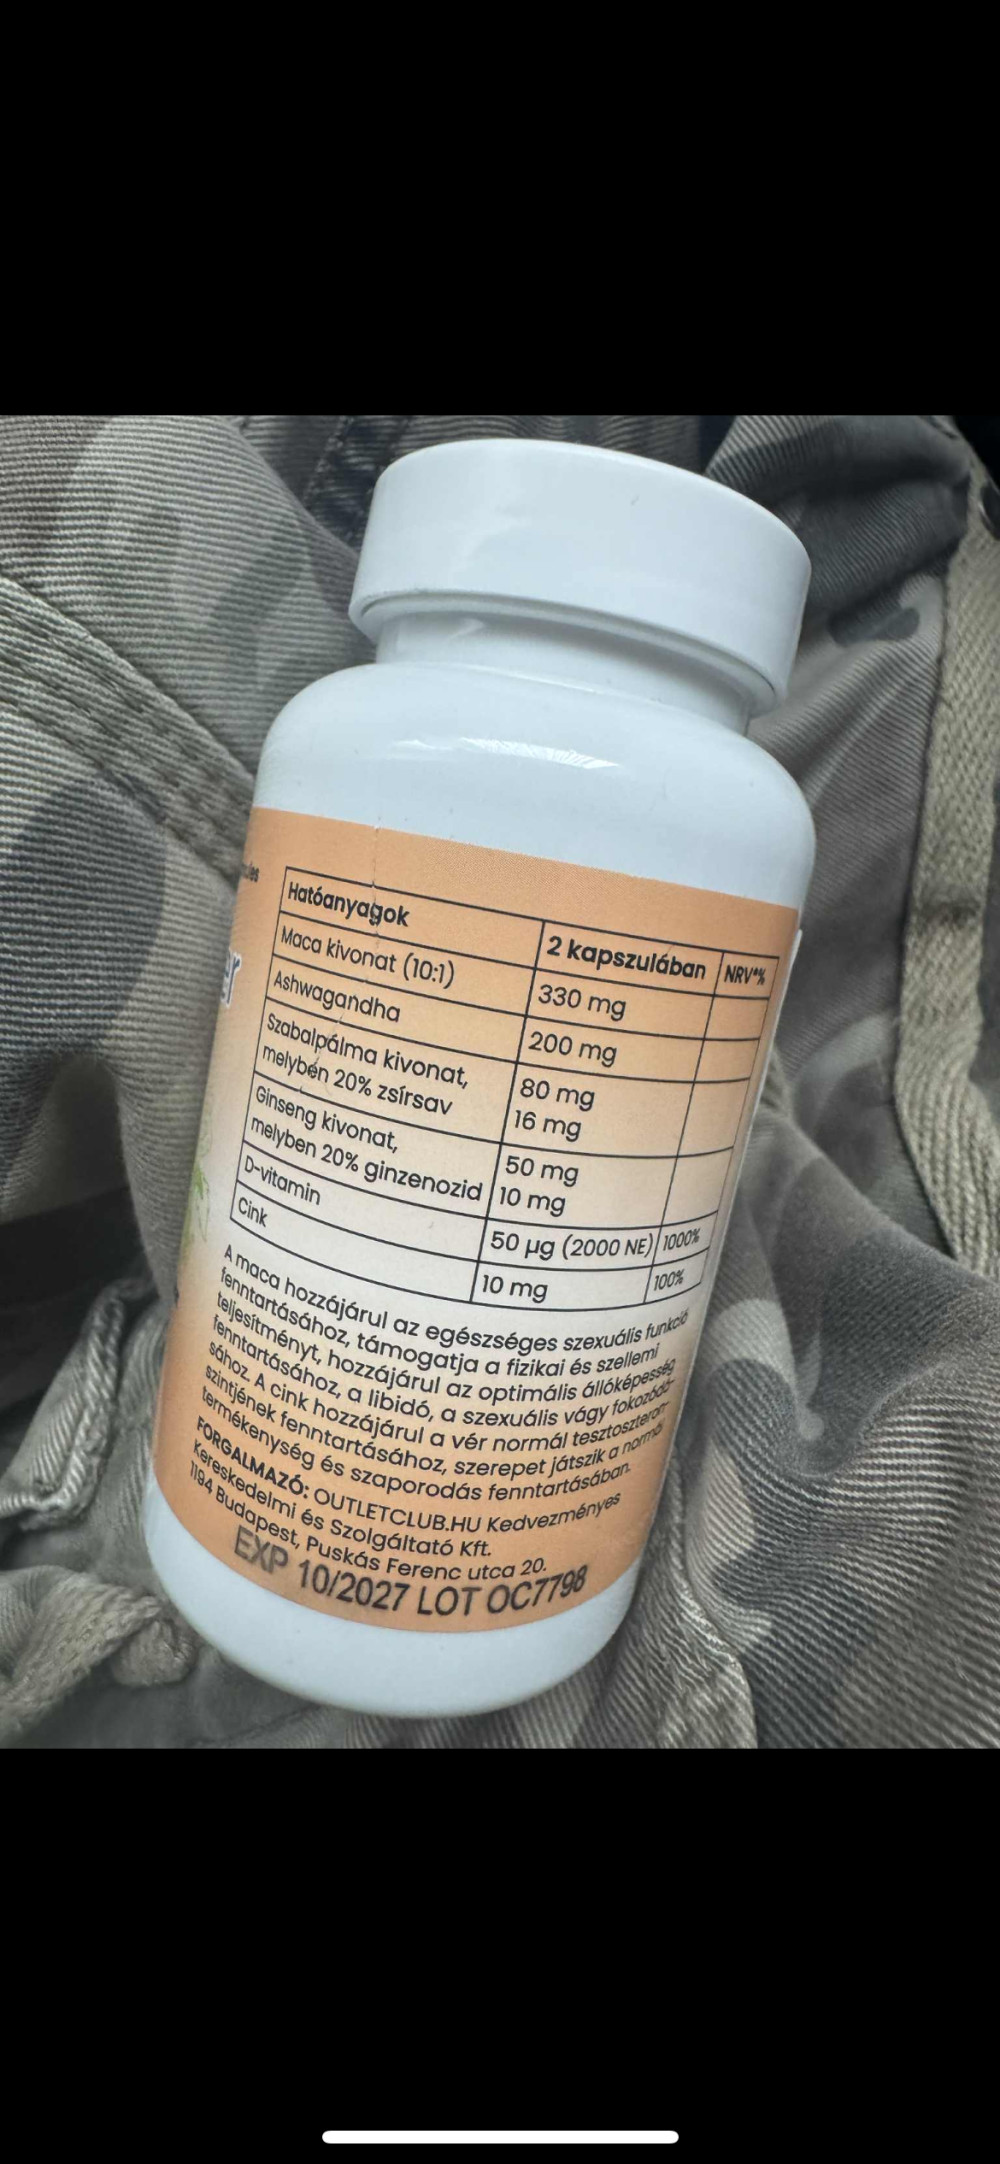 Hatóanyagok 2 kapszulában NRV*%
Maca kivonat (10:1) 330 mg
Ashwagandha 200 mg
Szabalpálma kivonat, 80 mg
melyben 20% zsírsav 16 mg
Ginseng kivonat, 50 mg
melyben 20% ginzenozid 10 mg
D-vitamin 50 µg (2000 NE) 1000%
Cink 10 mg 100%
A maca hozzájárul az egészséges szexuális funkció
fenntartásához, támogatja a fizikai és szellemi
teljesítményt, hozzájárul az optimális állóképesség
fenntartásához, a libidó, a szexuális vágy fokozódá-
sához. A cink hozzájárul a vér normál tesztoszteron-
szintjének fenntartásához, szerepet játszik a normál
termékenység és szaporodás fenntartásában.
FORGALMAZÓ: OUTLETCLUB.HU Kedvezményes
Kereskedelmi és Szolgáltató Kft.
1194 Budapest, Puskás Ferenc utca 20.
EXP 10/2027 LOT OC7798